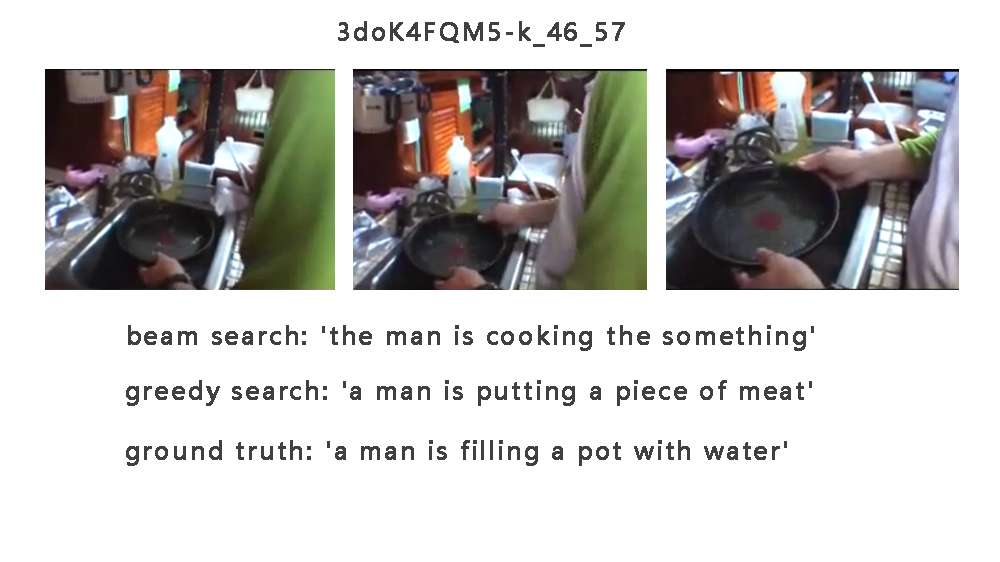 3doK4FQM5-k_46_57
beam search: 'the man is cooking the something'
greedy search: 'a man is putting a piece of meat'
ground truth: 'a man is filling a pot with water'